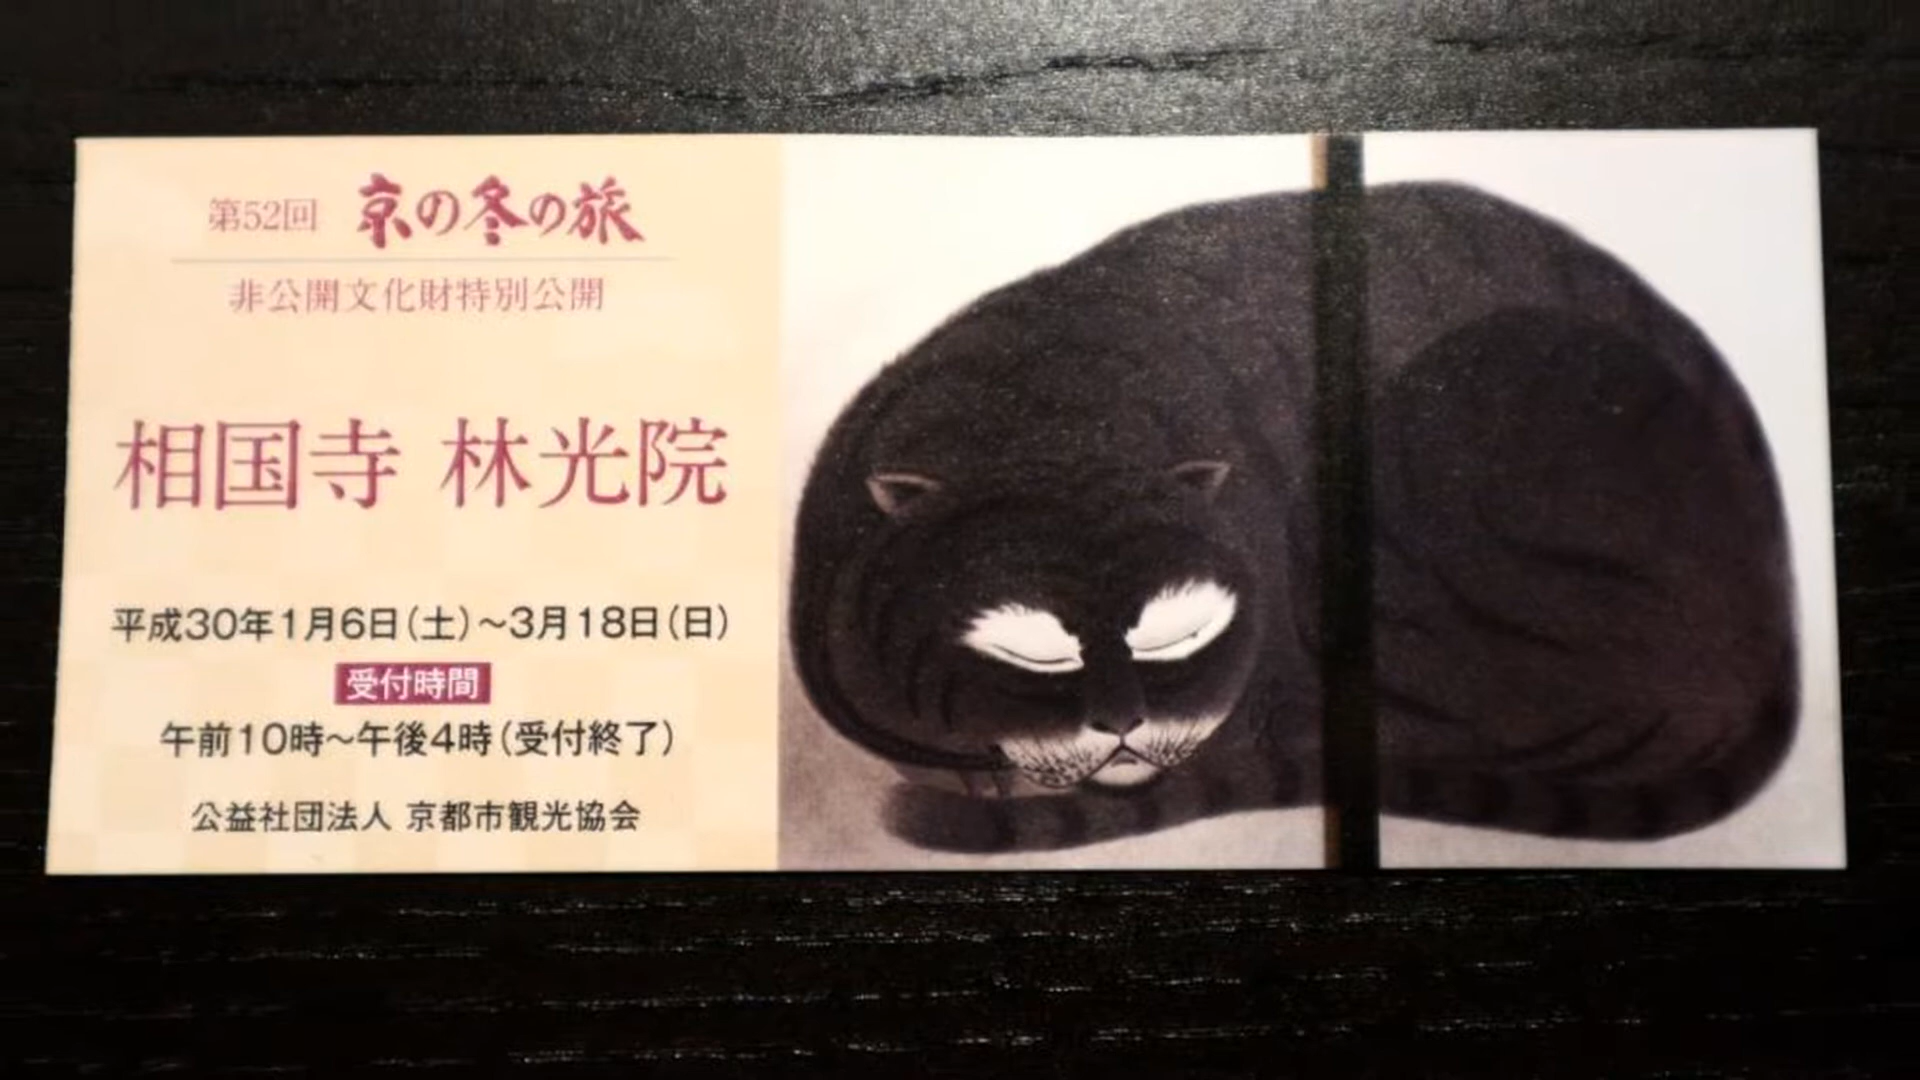 第52回 京の冬の旅
非公開文化財特別公開
相国寺 林光院
平成30年1月6日(土)~3月18日(日)
受付時間
午前10時~午後4時(受付終了)
公益社団法人 京都市観光協会